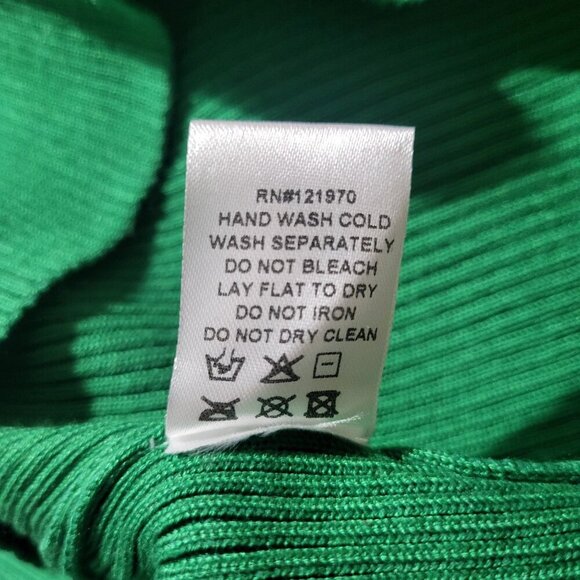 RN#121970
HAND WASH COLD
WASH SEPARATELY
DO NOT BLEACH
LAY FLAT TO DRY
DO NOT IRON
DO NOT DRY CLEAN